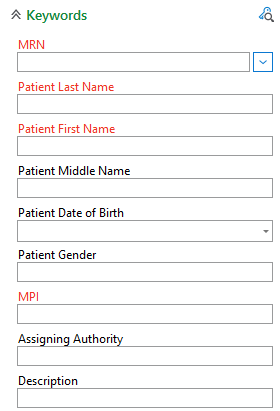 Keywords
MRN
Patient Last Name
Patient First Name
Patient Middle Name
Patient Date of Birth
Patient Gender
MPI
Assigning Authority
Description